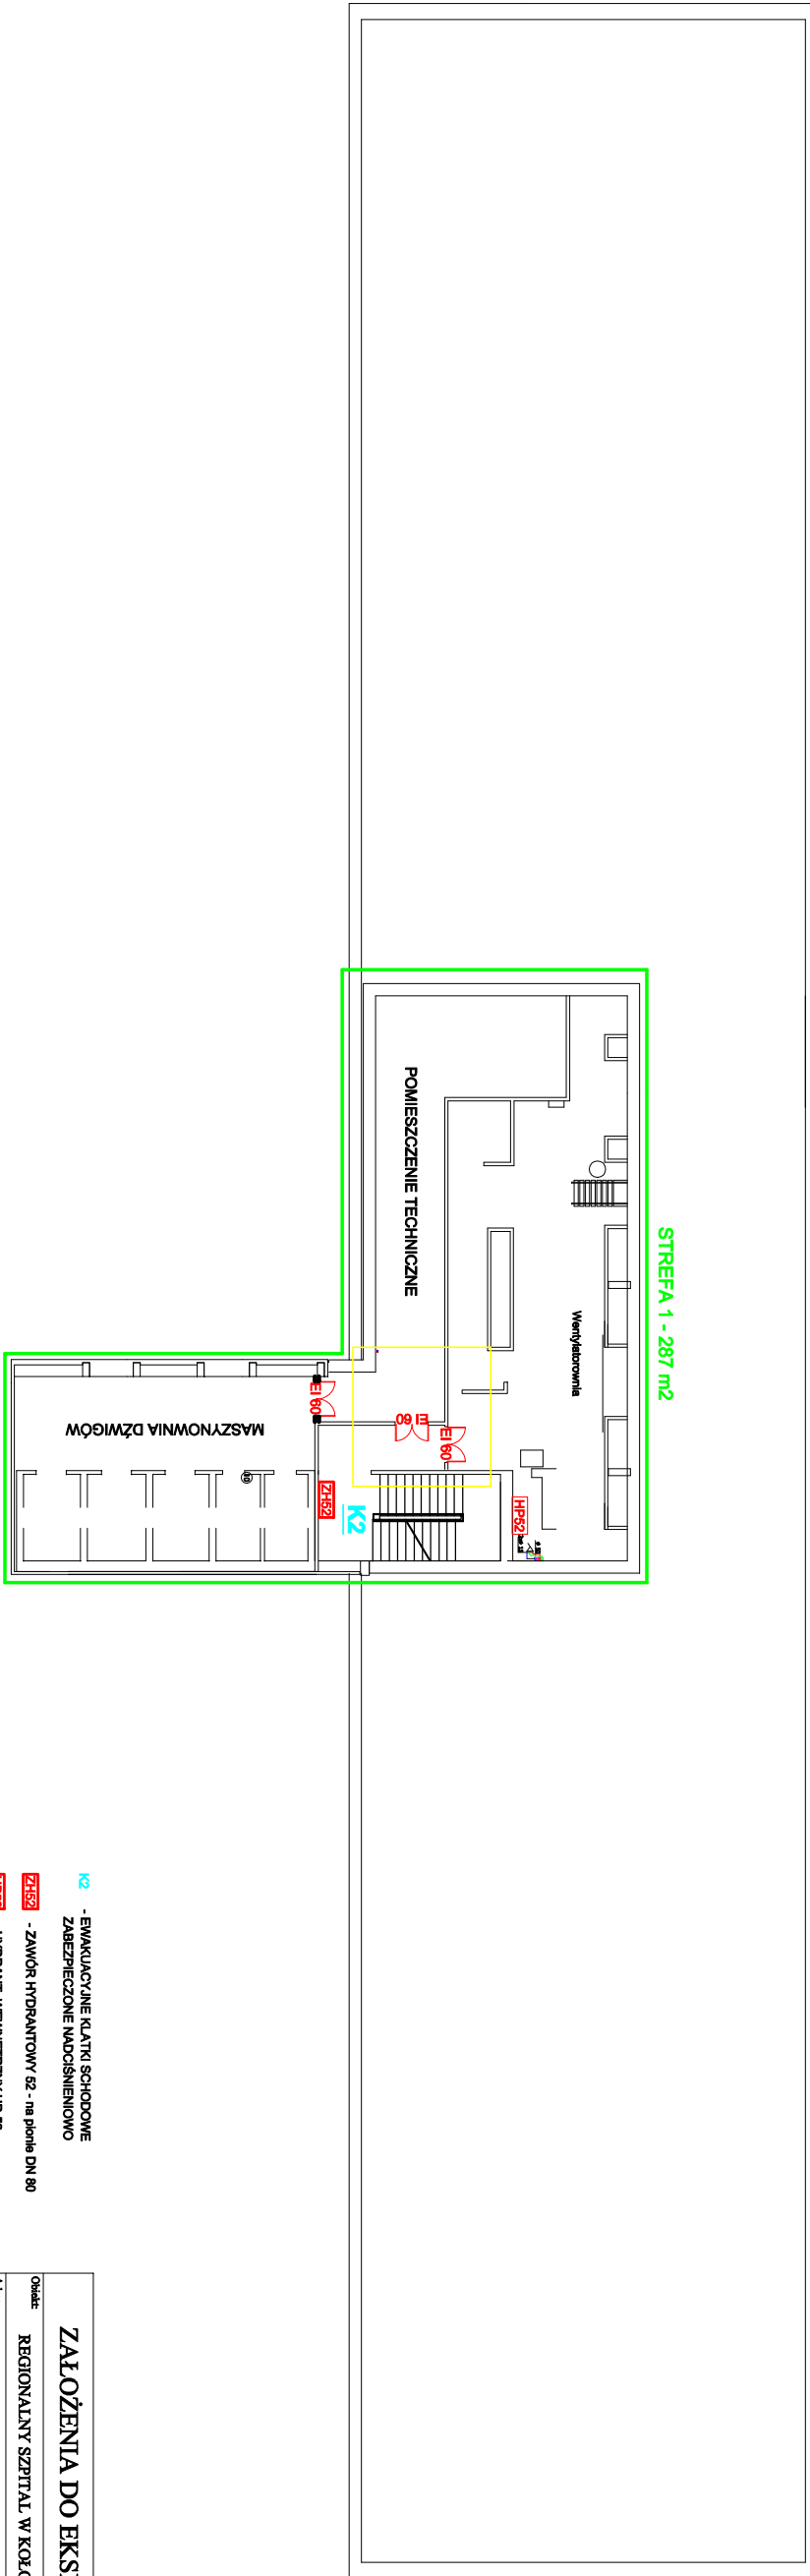 STREFA 1 - 287 m2
Wentylatorownia
POMIESZCZENIE TECHNICZNE
EI 60
EI 60
EI 60
HP52
K2
ZH52
MASZYNOWNIA DŹWIGÓW
K2 - EWAKUACYJNE KLATKI SCHODOWE
ZABEZPIECZONE NADCIŚNIENIOWO
ZH52 - ZAWÓR HYDRANTOWY 52 - na pionie DN 80
ZAŁOŻENIA DO EKS
Obiekt:
REGIONALNY SZPITAL W KOŁO